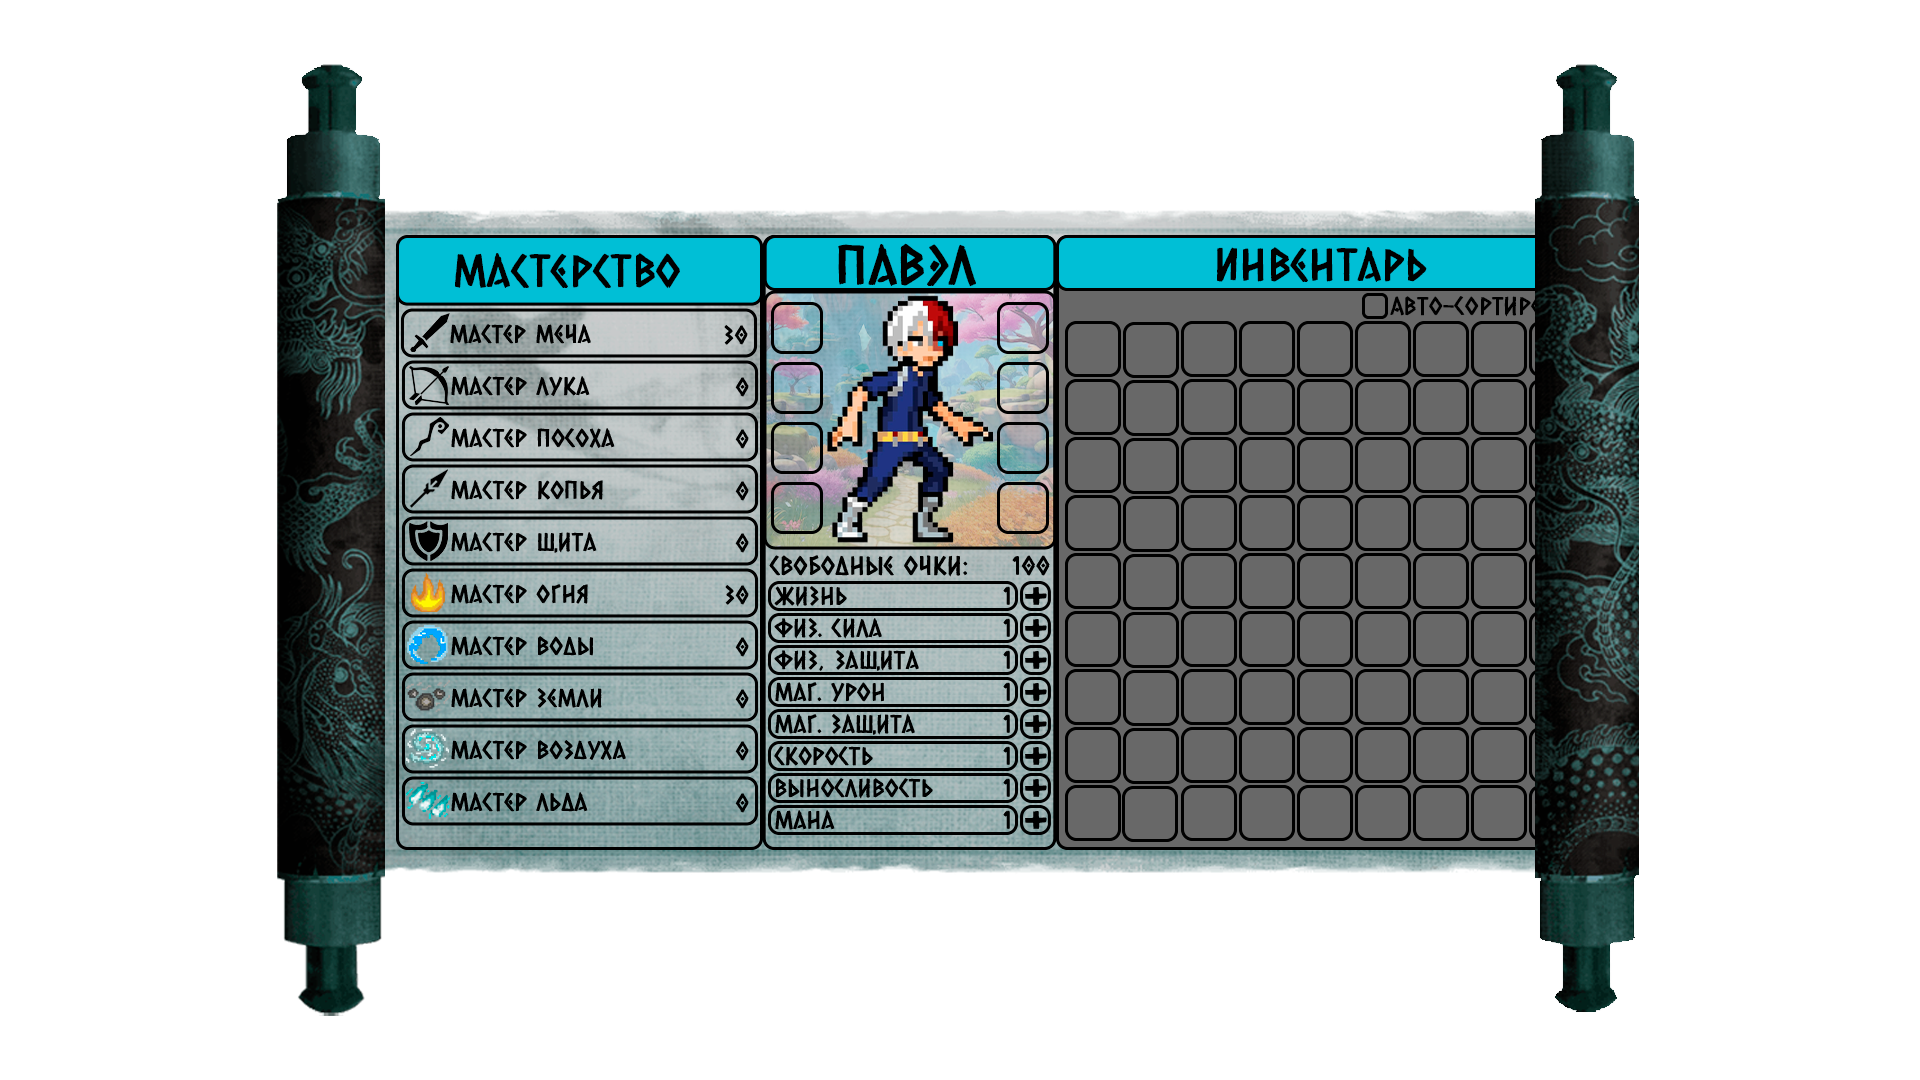 МАСТЕРСТВО
МАСТЕР МЕЧА 30
МАСТЕР ЛУКА 0
МАСТЕР ПОСОХА 0
МАСТЕР КОПЬЯ 0
МАСТЕР ЩИТА 0
МАСТЕР ОГНЯ 30
МАСТЕР ВОДЫ 0
МАСТЕР ЗЕМЛИ 0
МАСТЕР ВОЗДУХА 0
МАСТЕР ЛЬДА 0
ПАВЭЛ
СВОБОДНЫЕ ОЧКИ: 100
ЖИЗНЬ 1 +
ФИЗ. СИЛА 1 +
ФИЗ, ЗАЩИТА 1 +
МАГ. УРОН 1 +
МАГ. ЗАЩИТА 1 +
СКОРОСТЬ 1 +
ВЫНОСЛИВОСТЬ 1 +
МАНА 1 +
ИНВЕНТАРЬ
АВТО-СОРТИР